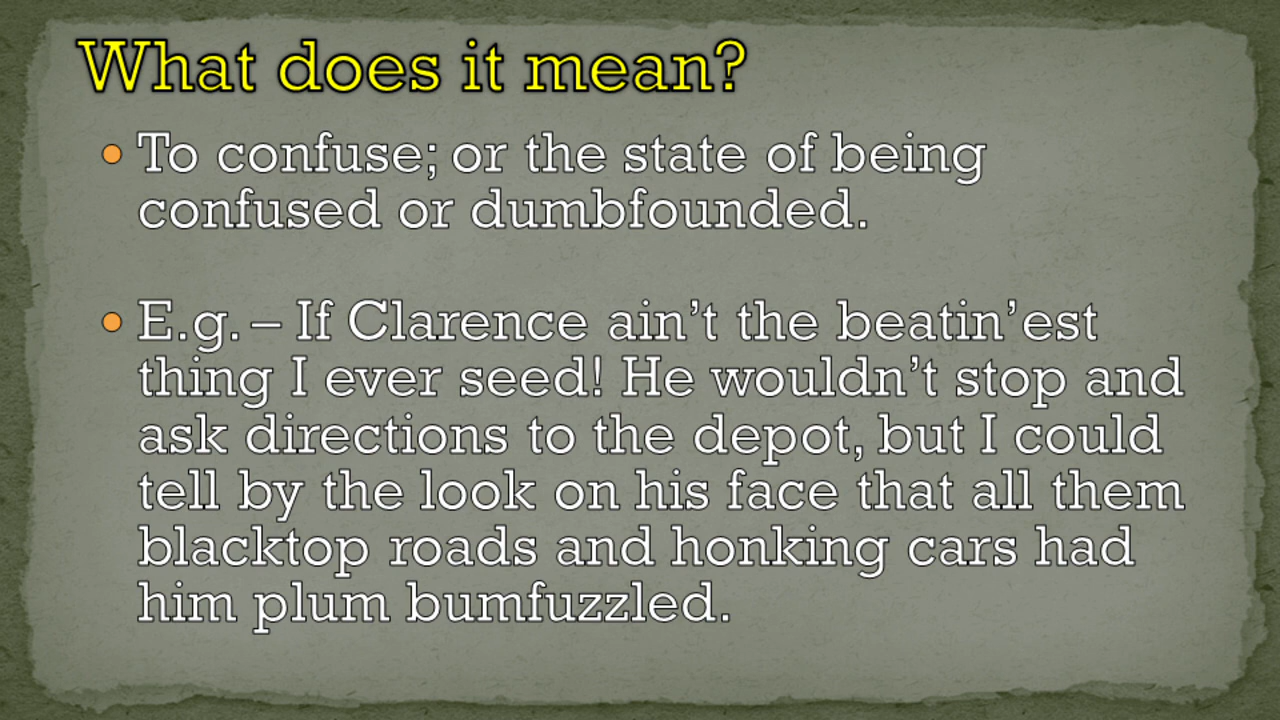 What does it mean?
To confuse; or the state of being
confused or dumbfounded.
E.g. – If Clarence ain’t the beatin’est
thing I ever seed! He wouldn’t stop and
ask directions to the depot, but I could
tell by the look on his face that all them
blacktop roads and honking cars had
him plum bumfuzzled.